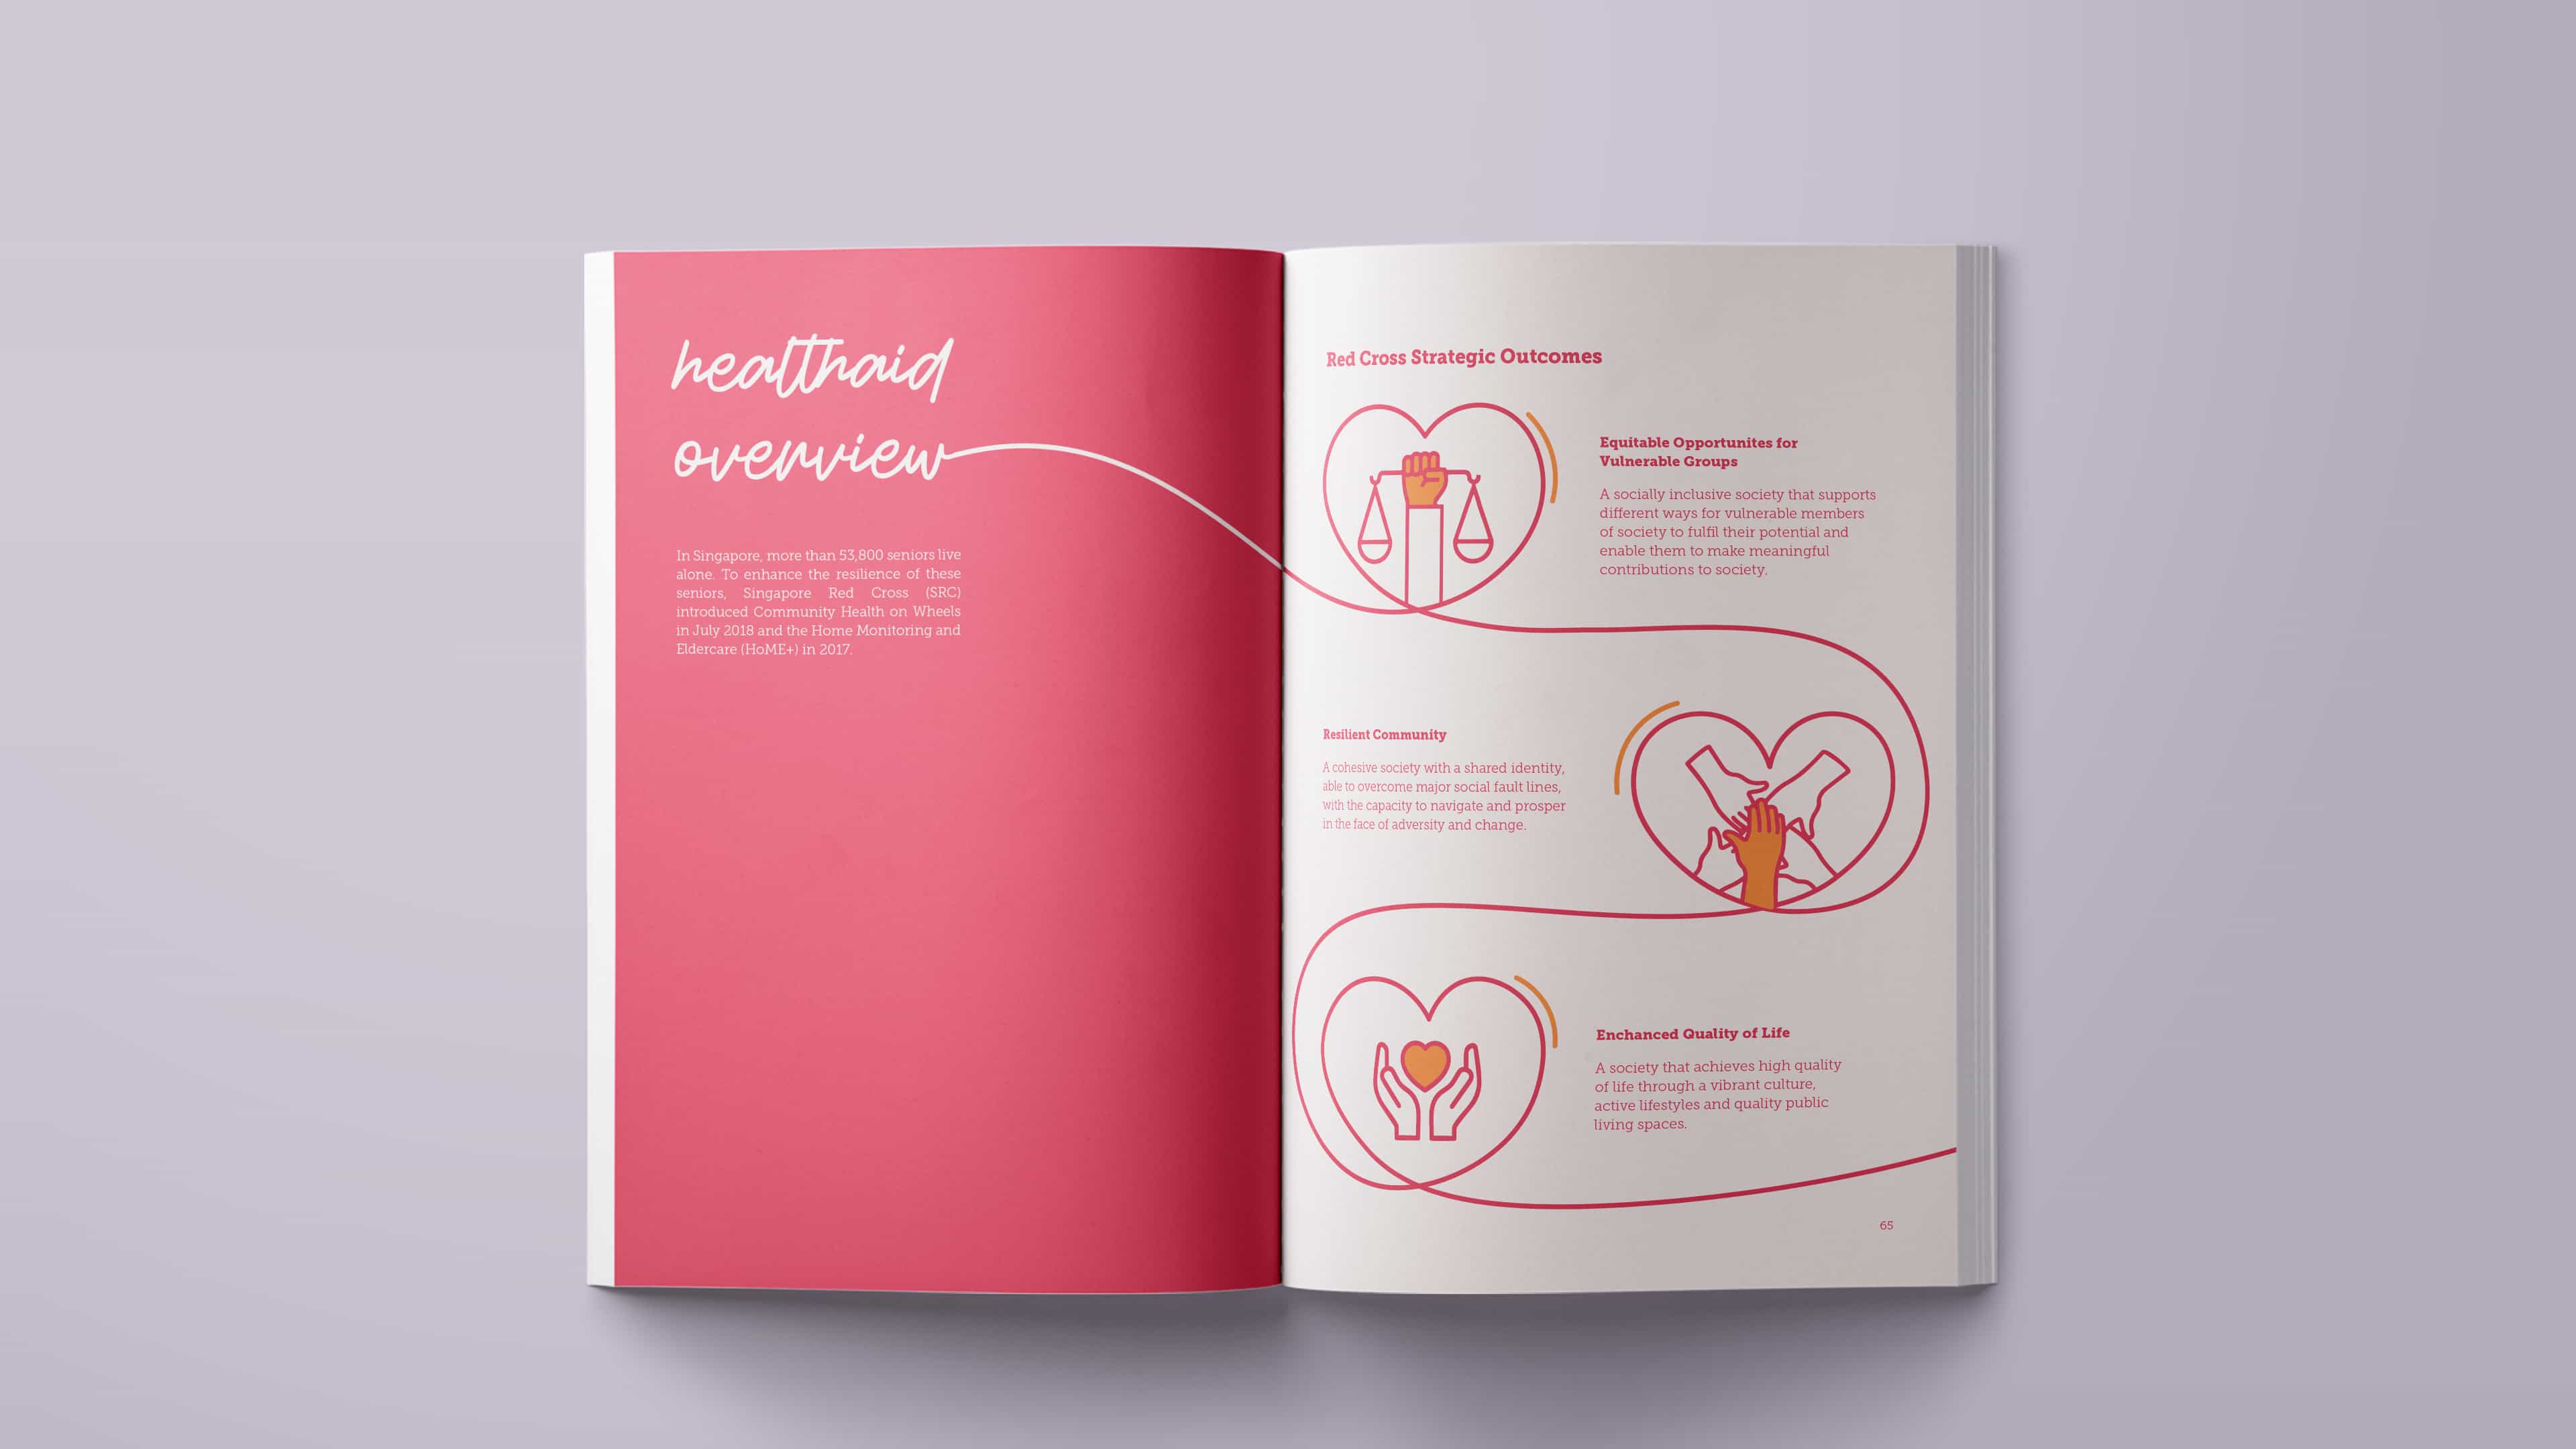 healthaid
overview
In Singapore, more than 53,800 seniors live
alone. To enhance the resilience of these
seniors, Singapore Red Cross (SRC)
introduced Community Health on Wheels
in July 2018 and the Home Monitoring and
Eldercare (HoME+) in 2017.
Red Cross Strategic Outcomes
Equitable Opportunites for
Vulnerable Groups
A socially inclusive society that supports
different ways for vulnerable members
of society to fulfil their potential and
enable them to make meaningful
contributions to society.
Resilient Community
A cohesive society with a shared identity,
able to overcome major social fault lines,
with the capacity to navigate and prosper
in the face of adversity and change.
Enchanced Quality of Life
A society that achieves high quality
of life through a vibrant culture,
active lifestyles and quality public
living spaces.
65